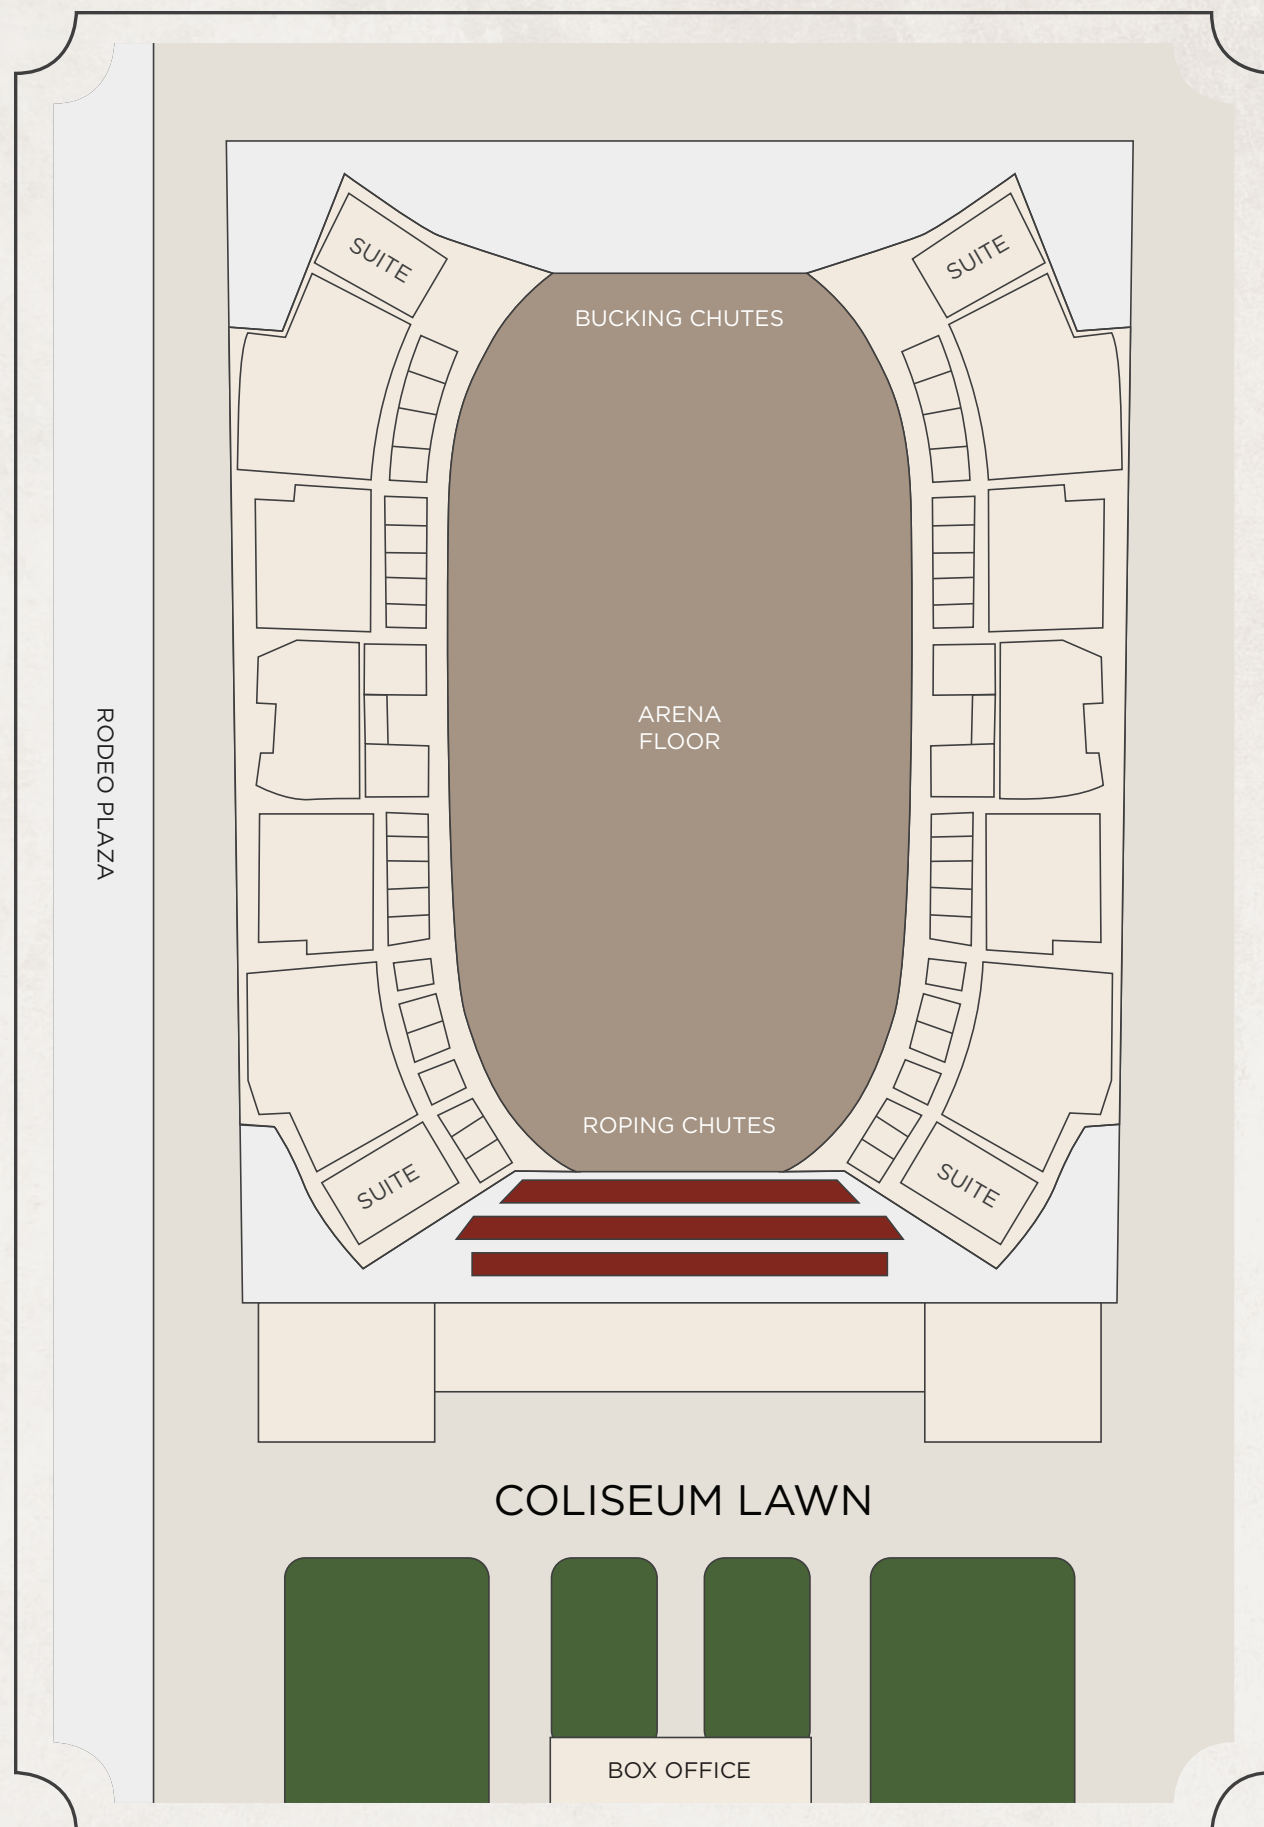 SUITE
SUITE
BUCKING CHUTES
ARENA
FLOOR
RODEO PLAZA
ROPING CHUTES
SUITE
SUITE
COLISEUM LAWN
BOX OFFICE